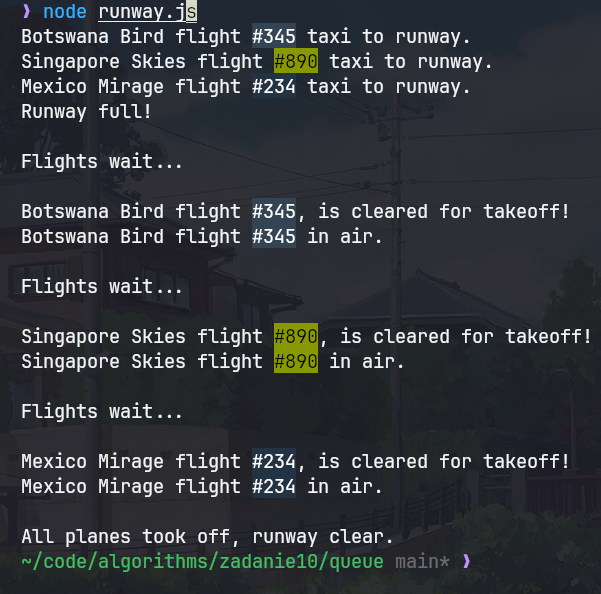 ❯ node runway.js
Botswana Bird flight #345 taxi to runway.
Singapore Skies flight #890 taxi to runway.
Mexico Mirage flight #234 taxi to runway.
Runway full!
Flights wait...
Botswana Bird flight #345, is cleared for takeoff!
Botswana Bird flight #345 in air.
Flights wait...
Singapore Skies flight #890, is cleared for takeoff!
Singapore Skies flight #890 in air.
Flights wait...
Mexico Mirage flight #234, is cleared for takeoff!
Mexico Mirage flight #234 in air.
All planes took off, runway clear.
~/code/algorithms/zadanie10/queue main* ❯